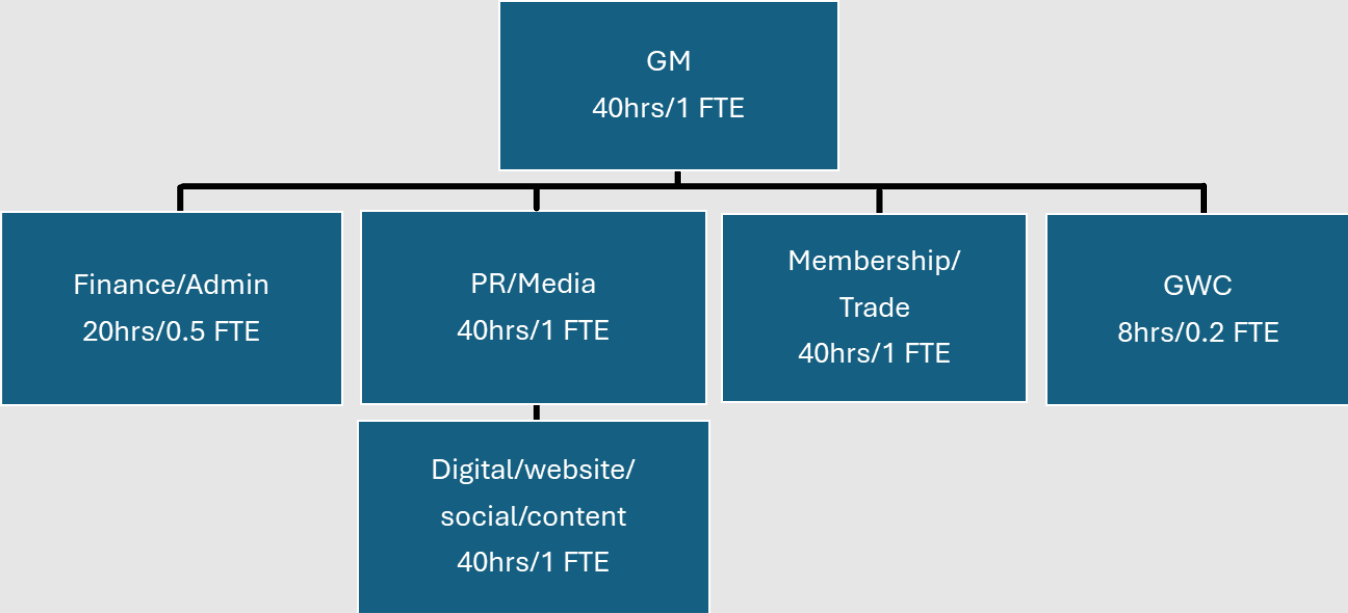 GM
40hrs/1 FTE
Finance/Admin
20hrs/0.5 FTE
PR/Media
40hrs/1 FTE
Membership/
Trade
40hrs/1 FTE
GWC
8hrs/0.2 FTE
Digital/website/
social/content
40hrs/1 FTE